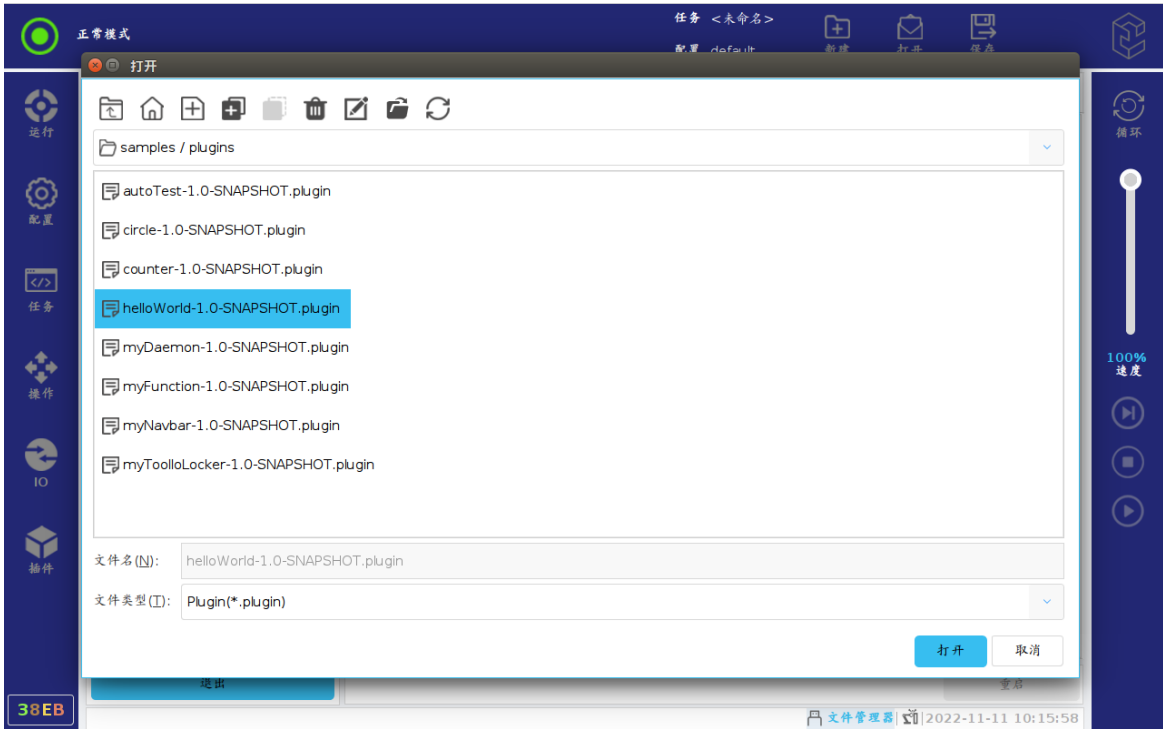 正常模式
任务 <未命名>
配置 default
新建
打开
保存
打开
运行
配置
任务
操作
IO
插件
38EB
samples / plugins
autoTest-1.0-SNAPSHOT.plugin
circle-1.0-SNAPSHOT.plugin
counter-1.0-SNAPSHOT.plugin
helloWorld-1.0-SNAPSHOT.plugin
myDaemon-1.0-SNAPSHOT.plugin
myFunction-1.0-SNAPSHOT.plugin
myNavbar-1.0-SNAPSHOT.plugin
myToolloLocker-1.0-SNAPSHOT.plugin
文件名(N): helloWorld-1.0-SNAPSHOT.plugin
文件类型(T): Plugin(*.plugin)
打开 取消
退出
重启
文件管理器
2022-11-11 10:15:58
循环
100%
速度